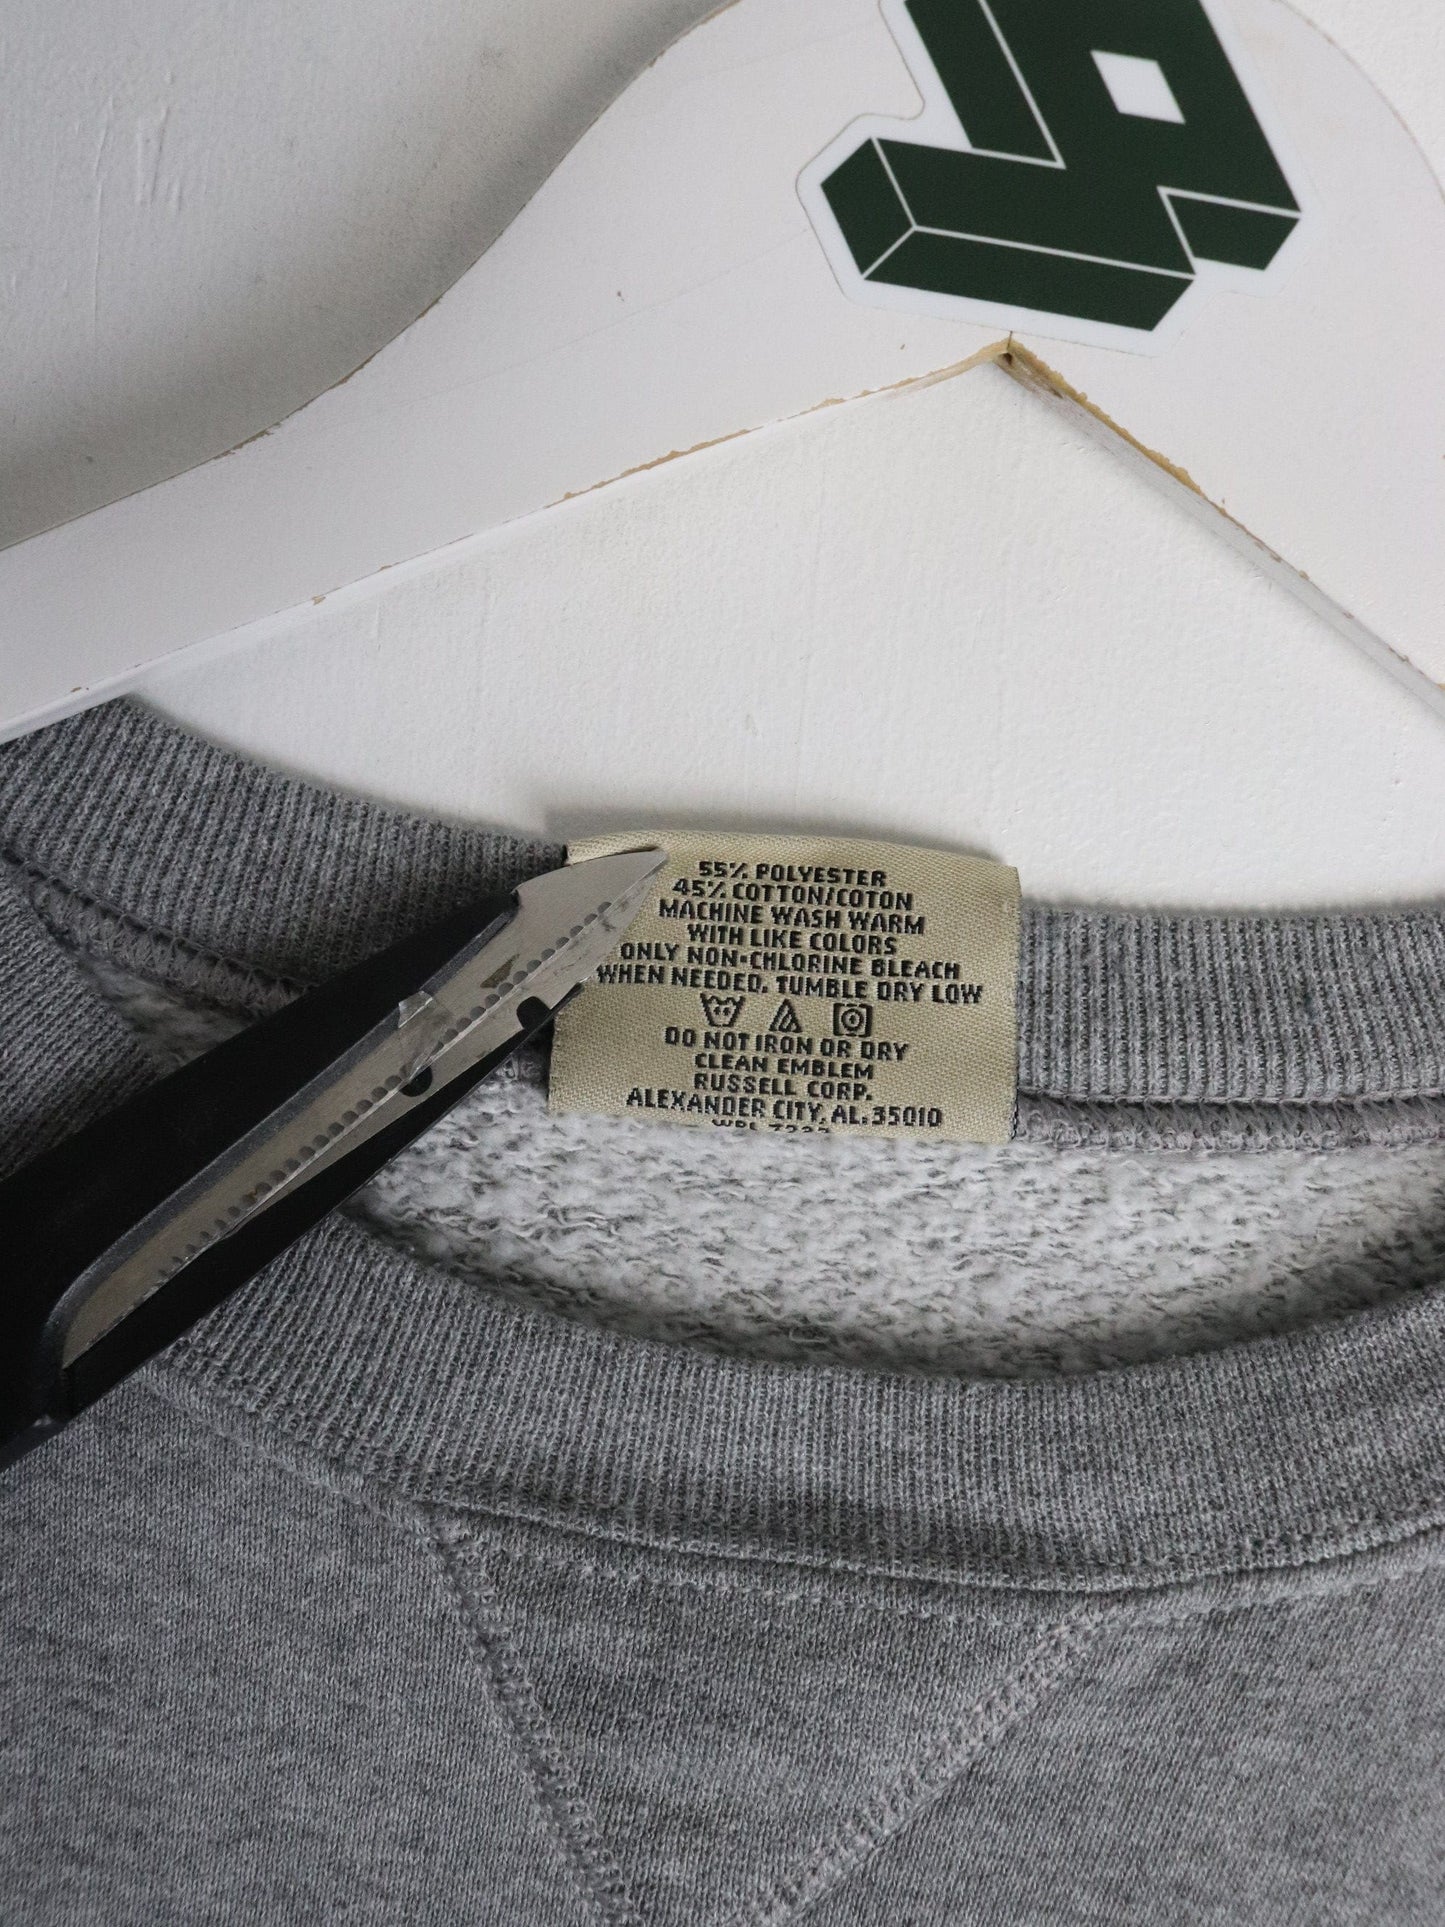 55% POLYESTER
45% COTTON/COTON
MACHINE WASH WARM
WITH LIKE COLORS
ONLY NON-CHLORINE BLEACH
WHEN NEEDED, TUMBLE DRY LOW
DO NOT IRON OR DRY
CLEAN EMBLEM
RUSSELL CORP.
ALEXANDER CITY, AL. 35010